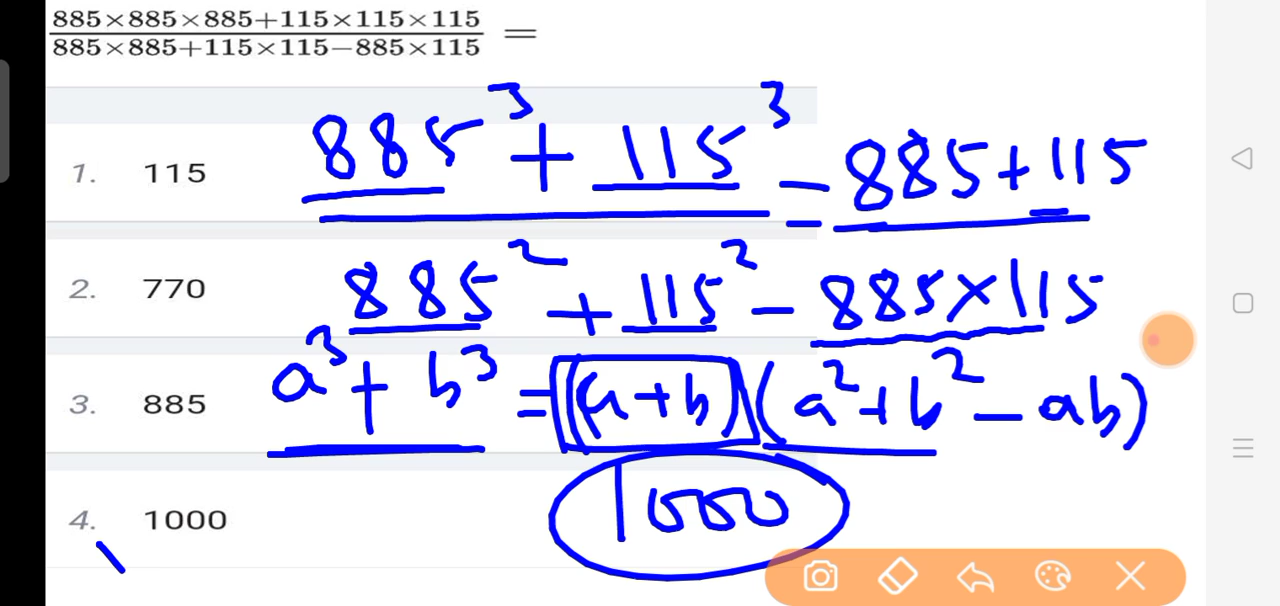 885×885×885+115×115×115
885×885+115×115−885×115 =
885³ + 115³ = 885+115
1. 115
885² + 115² − 885×115
2. 770
a³ + b³ = (a+b) (a²+b² − ab)
3. 885
1000
4. 1000